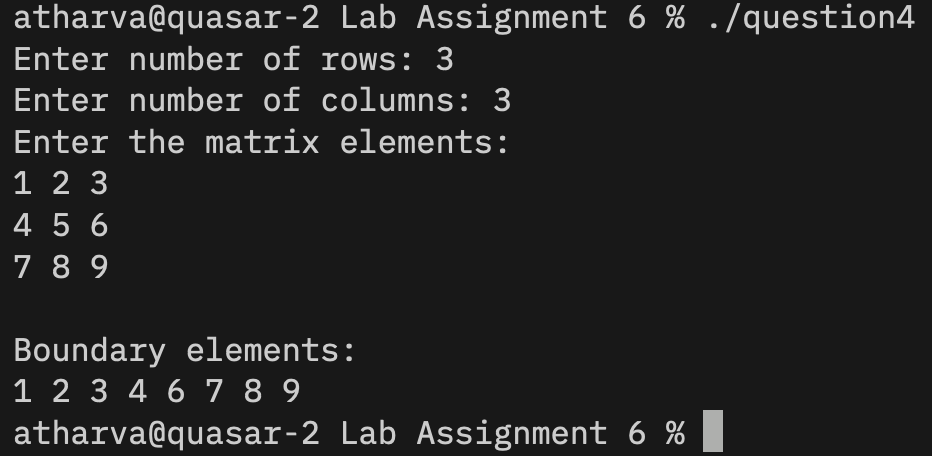 atharva@quasar-2 Lab Assignment 6 % ./question4
Enter number of rows: 3
Enter number of columns: 3
Enter the matrix elements:
1 2 3
4 5 6
7 8 9
Boundary elements:
1 2 3 4 6 7 8 9
atharva@quasar-2 Lab Assignment 6 %